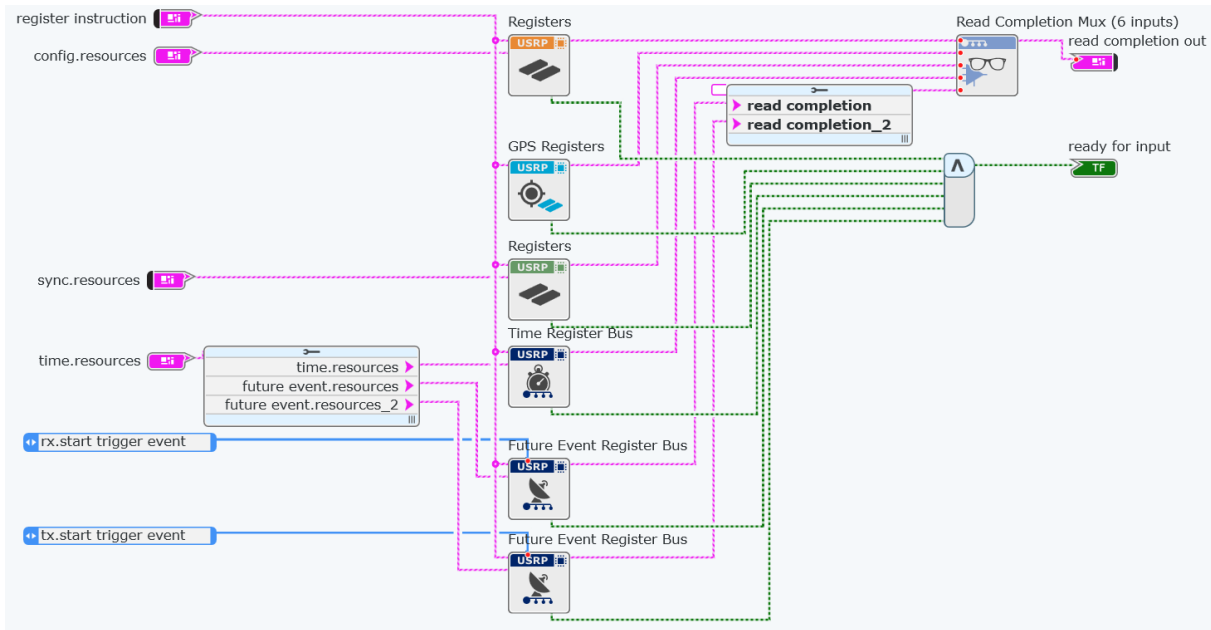 register instruction
Registers
Read Completion Mux (6 inputs)
read completion out
config.resources
USRP
read completion
read completion_2
GPS Registers
ready for input
USRP
Λ
TF
Registers
sync.resources
USRP
Time Register Bus
time.resources
USRP
time.resources
future event.resources
future event.resources_2
rx.start trigger event
Future Event Register Bus
USRP
tx.start trigger event
Future Event Register Bus
USRP